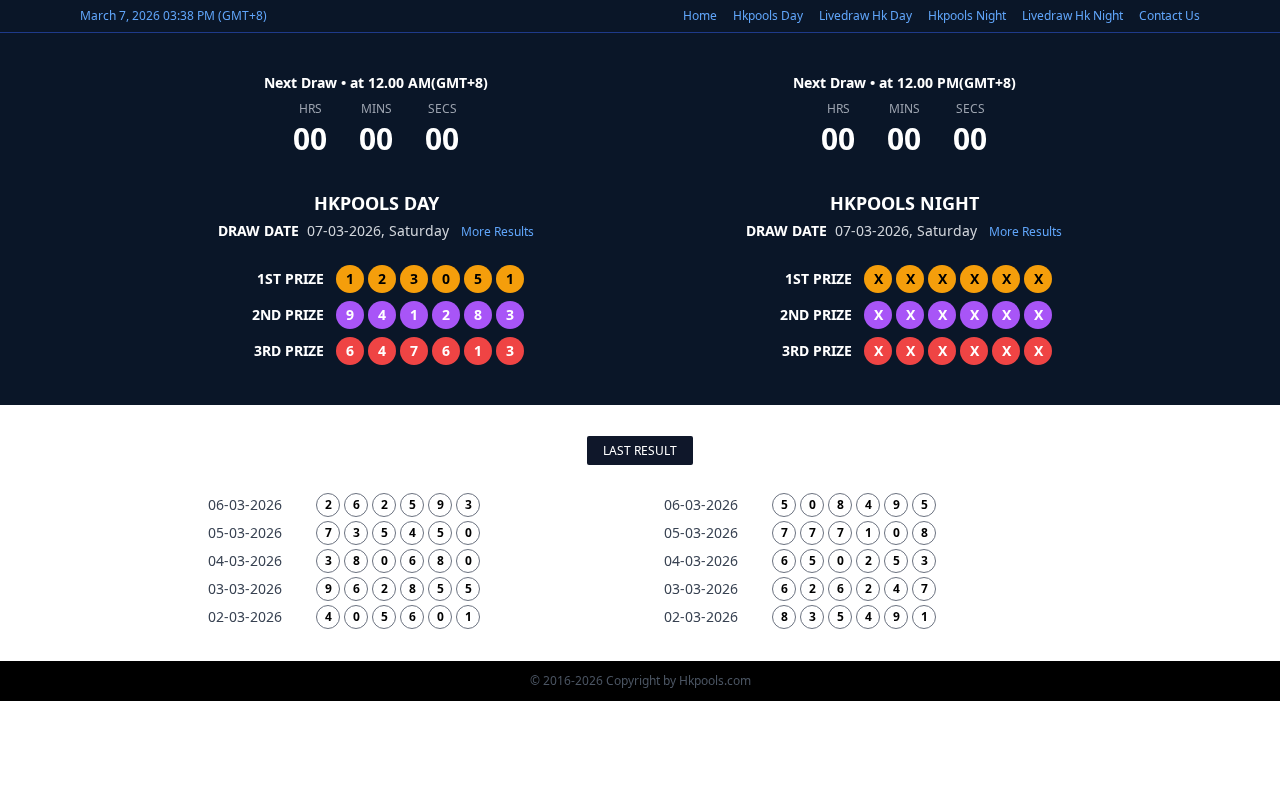 March 7, 2026 03:38 PM (GMT+8)
Home Hkpools Day Livedraw Hk Day Hkpools Night Livedraw Hk Night Contact Us
Next Draw • at 12.00 AM(GMT+8)
HRS MINS SECS
00 00 00
HKPOOLS DAY
DRAW DATE 07-03-2026, Saturday More Results
1ST PRIZE 1 2 3 0 5 1
2ND PRIZE 9 4 1 2 8 3
3RD PRIZE 6 4 7 6 1 3
Next Draw • at 12.00 PM(GMT+8)
HRS MINS SECS
00 00 00
HKPOOLS NIGHT
DRAW DATE 07-03-2026, Saturday More Results
1ST PRIZE X X X X X X
2ND PRIZE X X X X X X
3RD PRIZE X X X X X X
LAST RESULT
06-03-2026 2 6 2 5 9 3
05-03-2026 7 3 5 4 5 0
04-03-2026 3 8 0 6 8 0
03-03-2026 9 6 2 8 5 5
02-03-2026 4 0 5 6 0 1
06-03-2026 5 0 8 4 9 5
05-03-2026 7 7 7 1 0 8
04-03-2026 6 5 0 2 5 3
03-03-2026 6 2 6 2 4 7
02-03-2026 8 3 5 4 9 1
© 2016-2026 Copyright by Hkpools.com